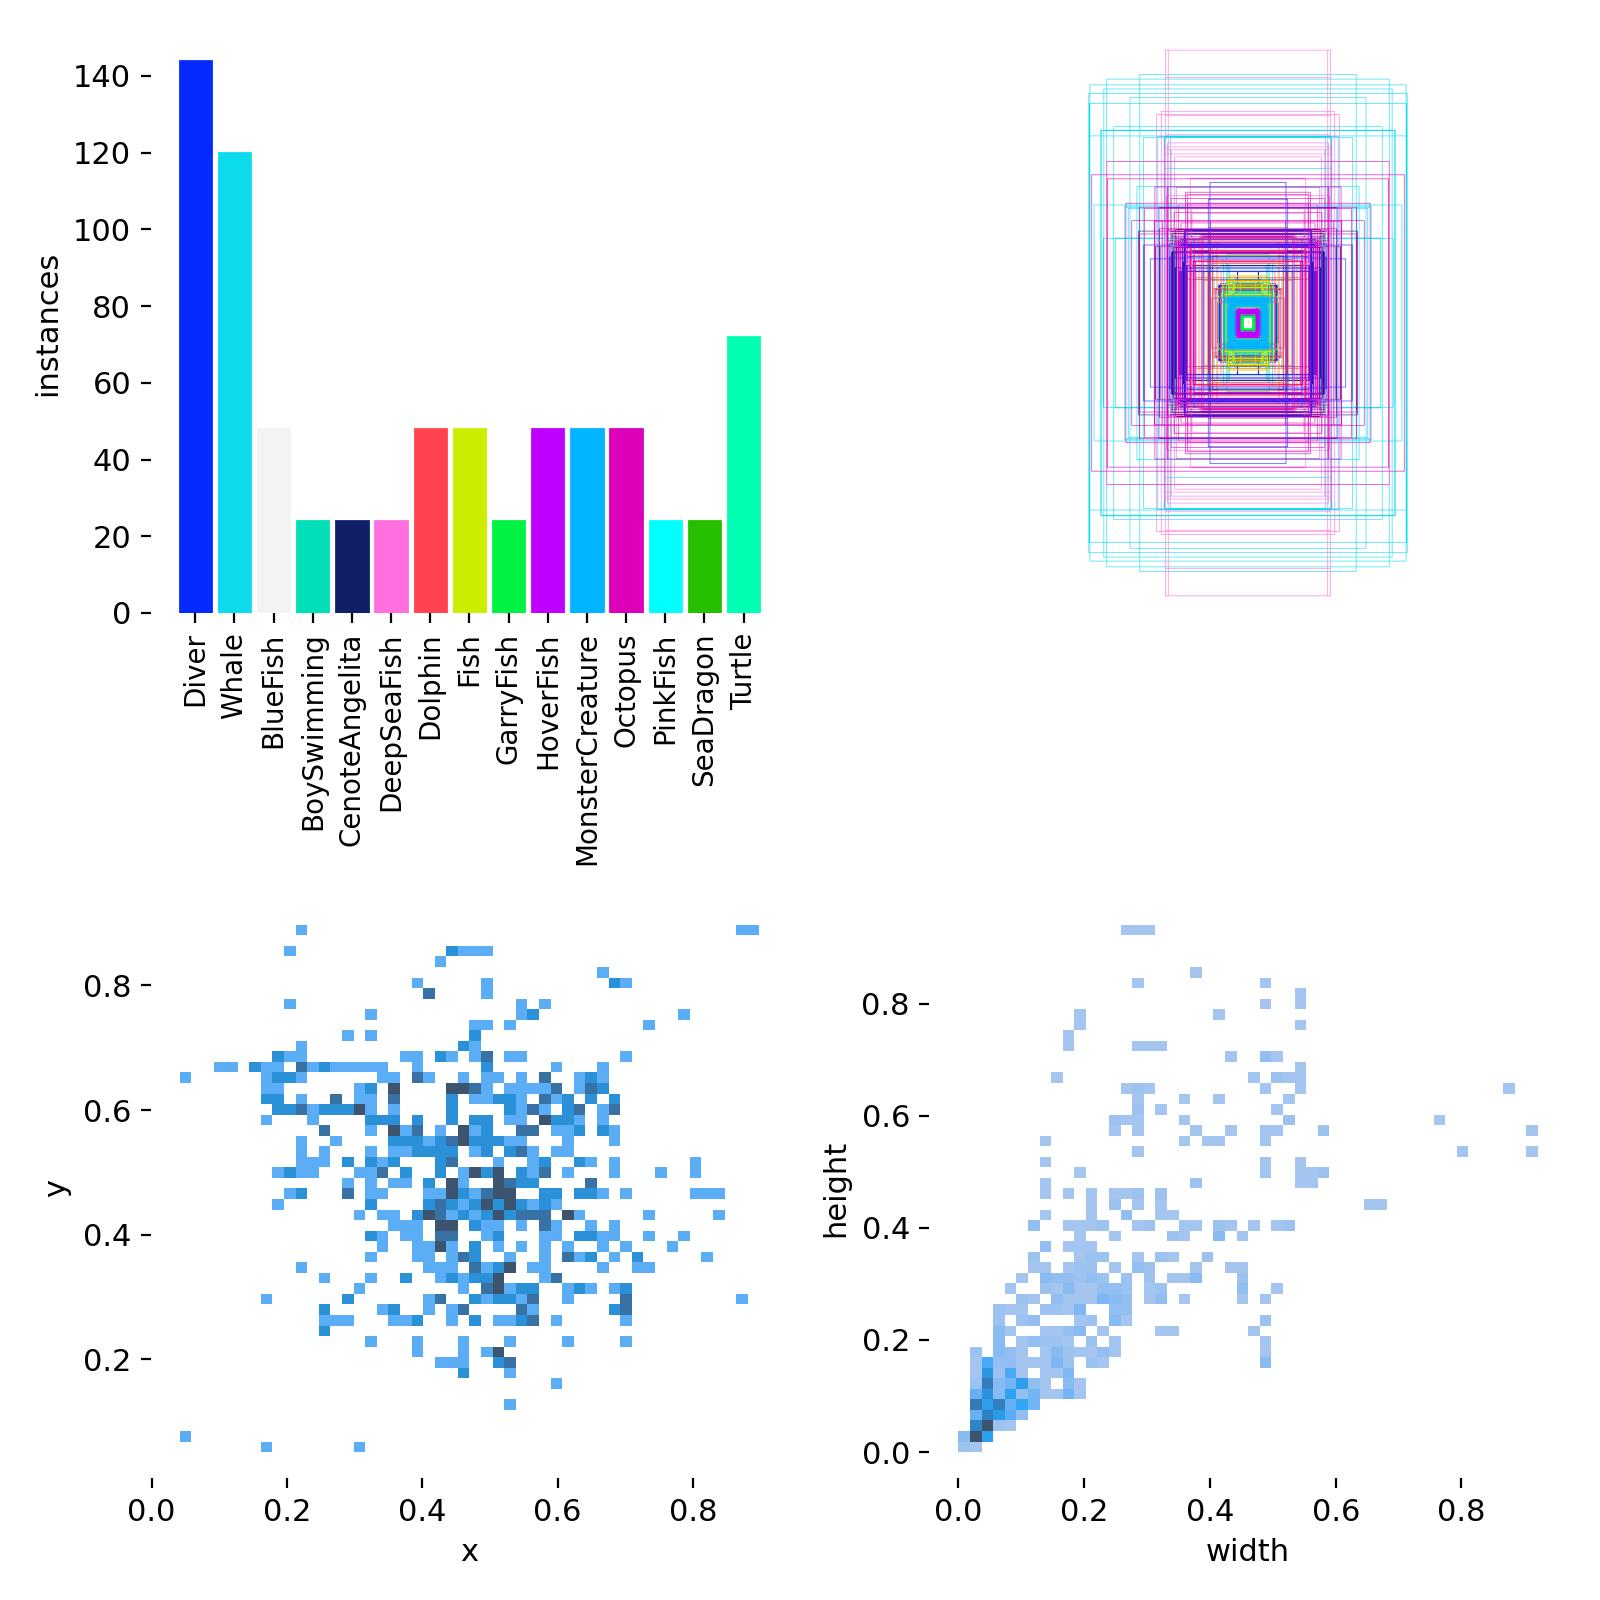 140
120
100
80
60
40
20
0
instances
Diver
Whale
BlueFish
BoySwimming
CenoteAngelita
DeepSeaFish
Dolphin
Fish
GarryFish
HoverFish
MonsterCreature
Octopus
PinkFish
SeaDragon
Turtle
0.8
0.6
0.4
0.2
y
0.0 0.2 0.4 0.6 0.8
x
0.8
0.6
0.4
0.2
0.0
height
0.0 0.2 0.4 0.6 0.8
width